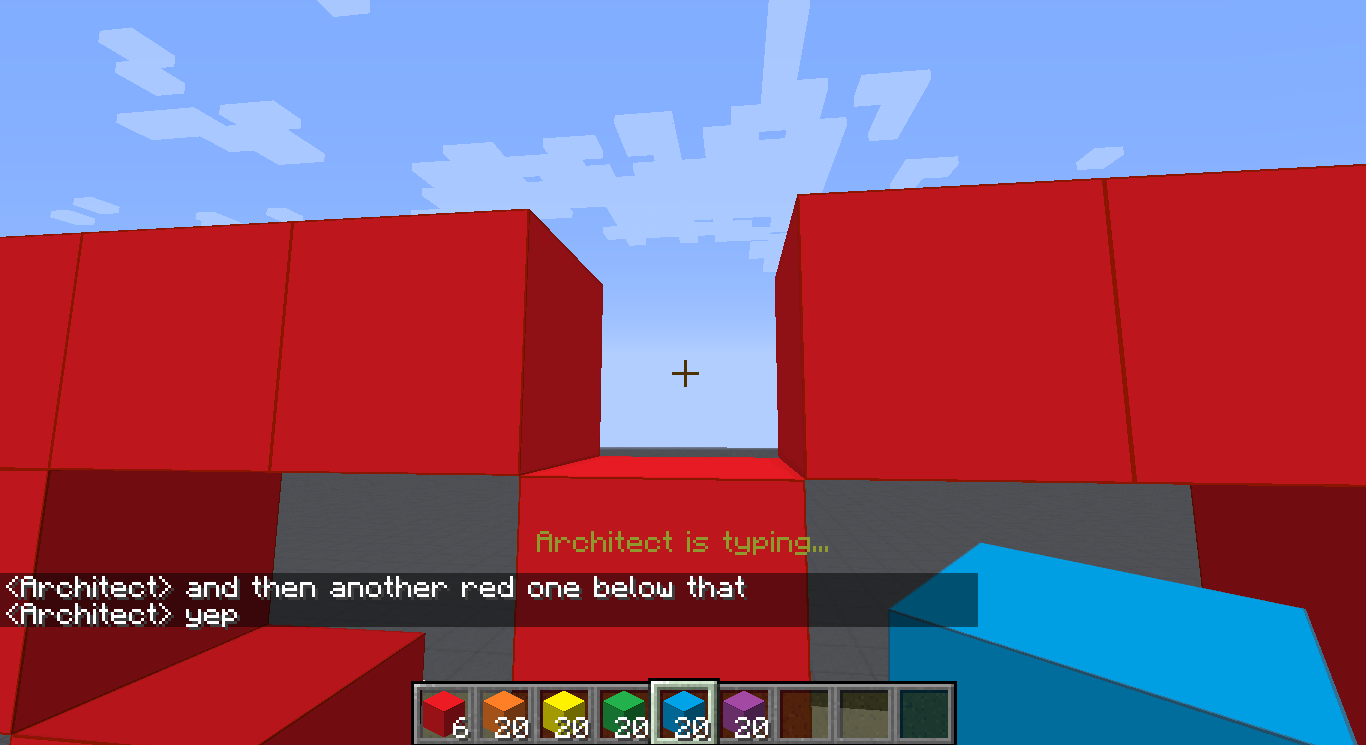 Architect is typing...
<Architect> and then another red one below that
<Architect> yep
6 20 20 20 20 20